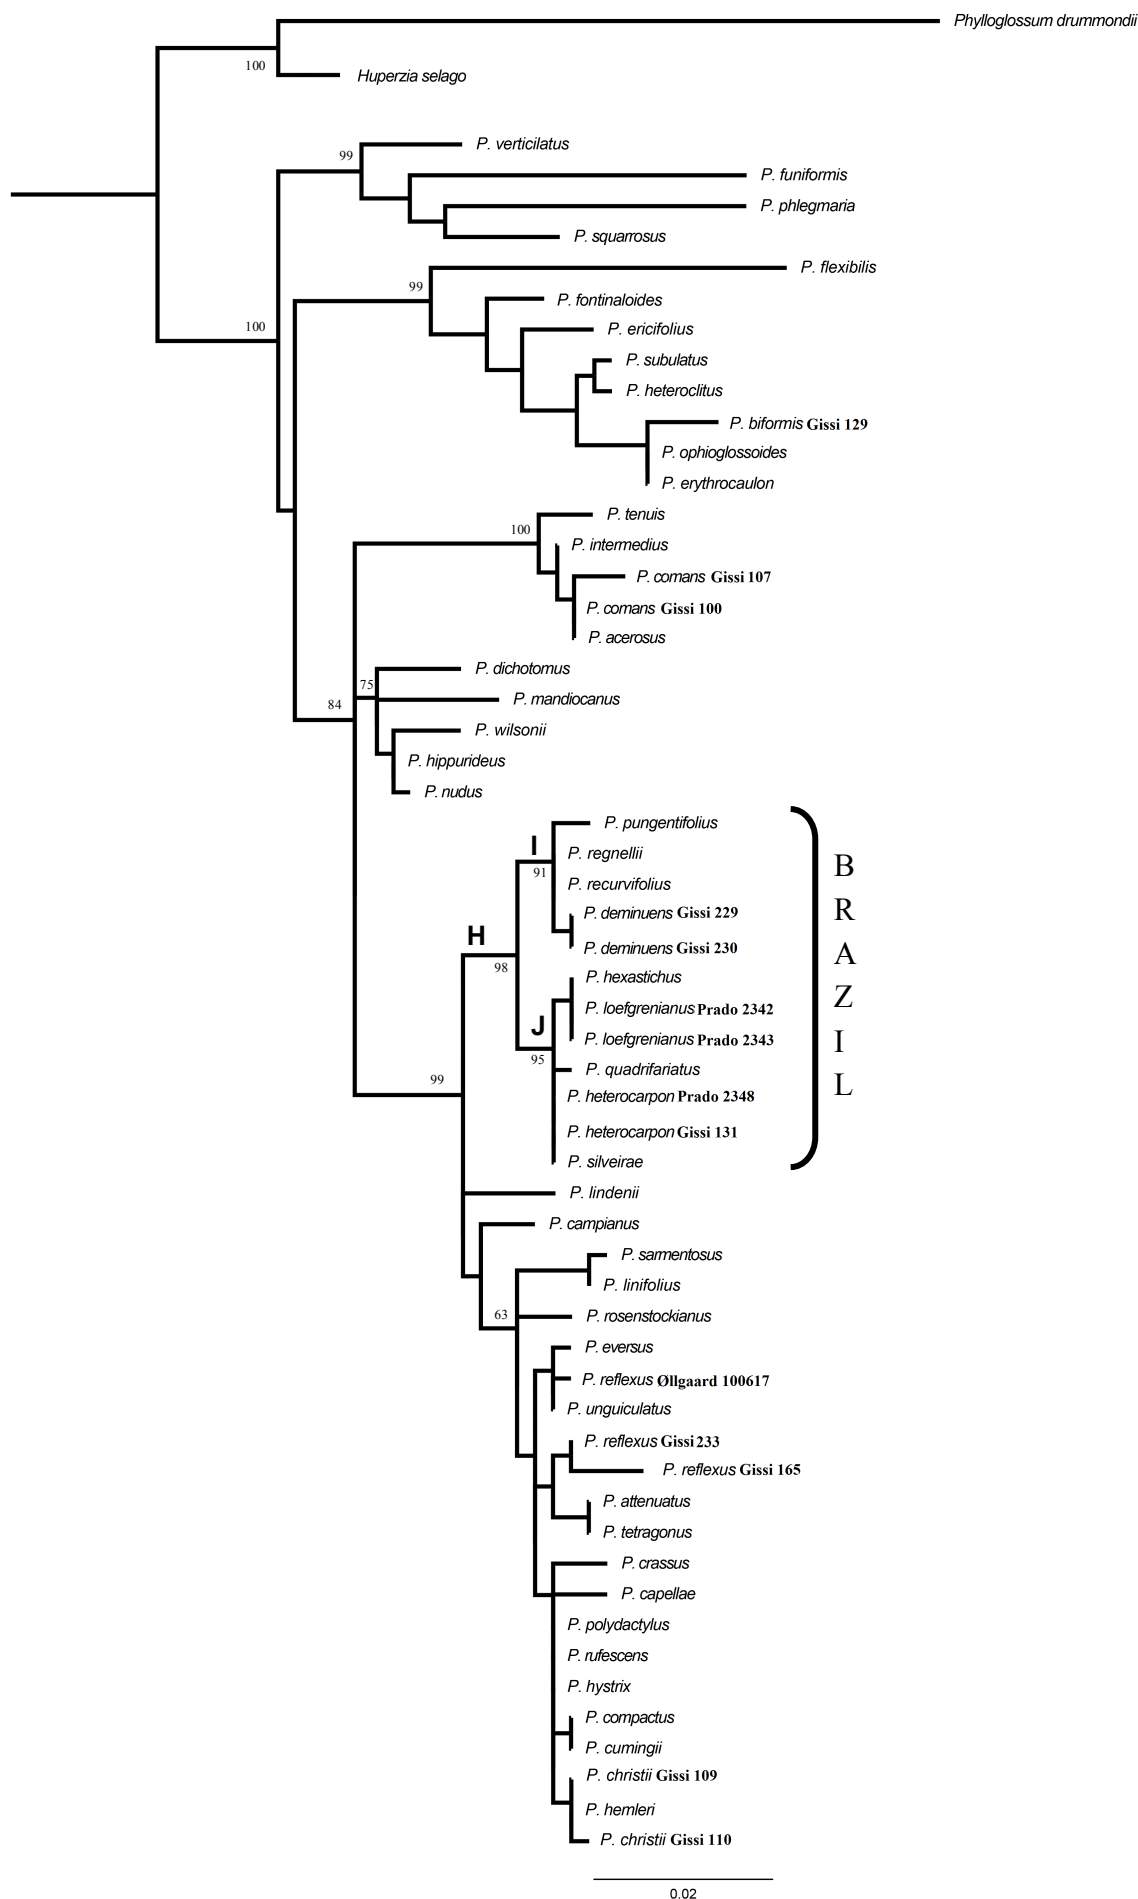 Phylloglossum drummondii
100
Huperzia selago
P. verticilatus
99
P. funiformis
P. phlegmaria
P. squarrosus
P. flexibilis
99
P. fontinaloides
100
P. ericifolius
P. subulatus
P. heteroclitus
P. biformis Gissi 129
P. ophioglossoides
P. erythrocaulon
P. tenuis
100
P. intermedius
P. comans Gissi 107
P. comans Gissi 100
P. acerosus
P. dichotomus
75
P. mandiocanus
84
P. wilsonii
P. hippurideus
P. nudus
P. pungentifolius
I
P. regnellii
91
P. recurvifolius
P. deminuens Gissi 229
H
P. deminuens Gissi 230
98
P. hexastichus
P. loefgrenianus Prado 2342
J
P. loefgrenianus Prado 2343
95
P. quadrifariatus
99
P. heterocarpon Prado 2348
P. heterocarpon Gissi 131
P. silveirae
B
R
A
Z
I
L
P. lindenii
P. campianus
P. sarmentosus
P. linifolius
63
P. rosenstockianus
P. eversus
P. reflexus Øllgaard 100617
P. unguiculatus
P. reflexus Gissi 233
P. reflexus Gissi 165
P. attenuatus
P. tetragonus
P. crassus
P. capellae
P. polydactylus
P. rufescens
P. hystrix
P. compactus
P. cumingii
P. christii Gissi 109
P. hemleri
P. christii Gissi 110
0.02